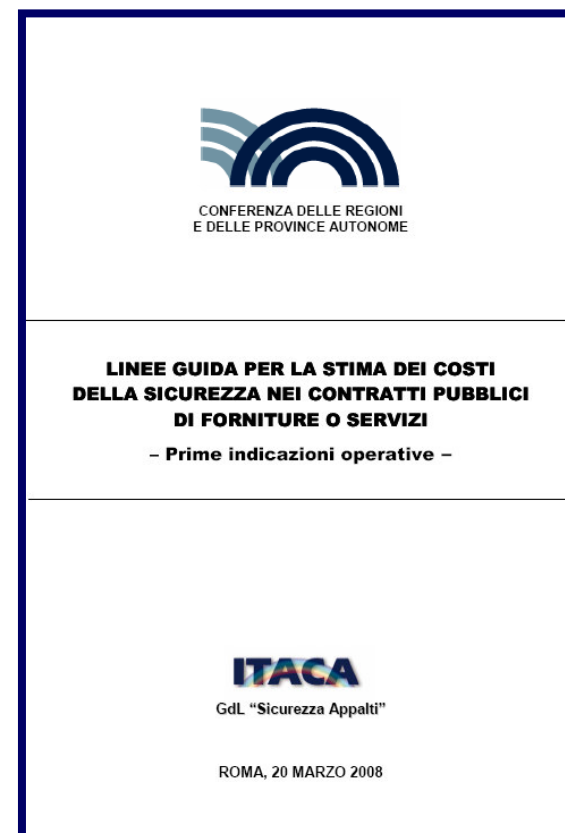 CONFERENZA DELLE REGIONI
E DELLE PROVINCE AUTONOME
LINEE GUIDA PER LA STIMA DEI COSTI
DELLA SICUREZZA NEI CONTRATTI PUBBLICI
DI FORNITURE O SERVIZI
– Prime indicazioni operative –
ITACA
GdL "Sicurezza Appalti"
ROMA, 20 MARZO 2008